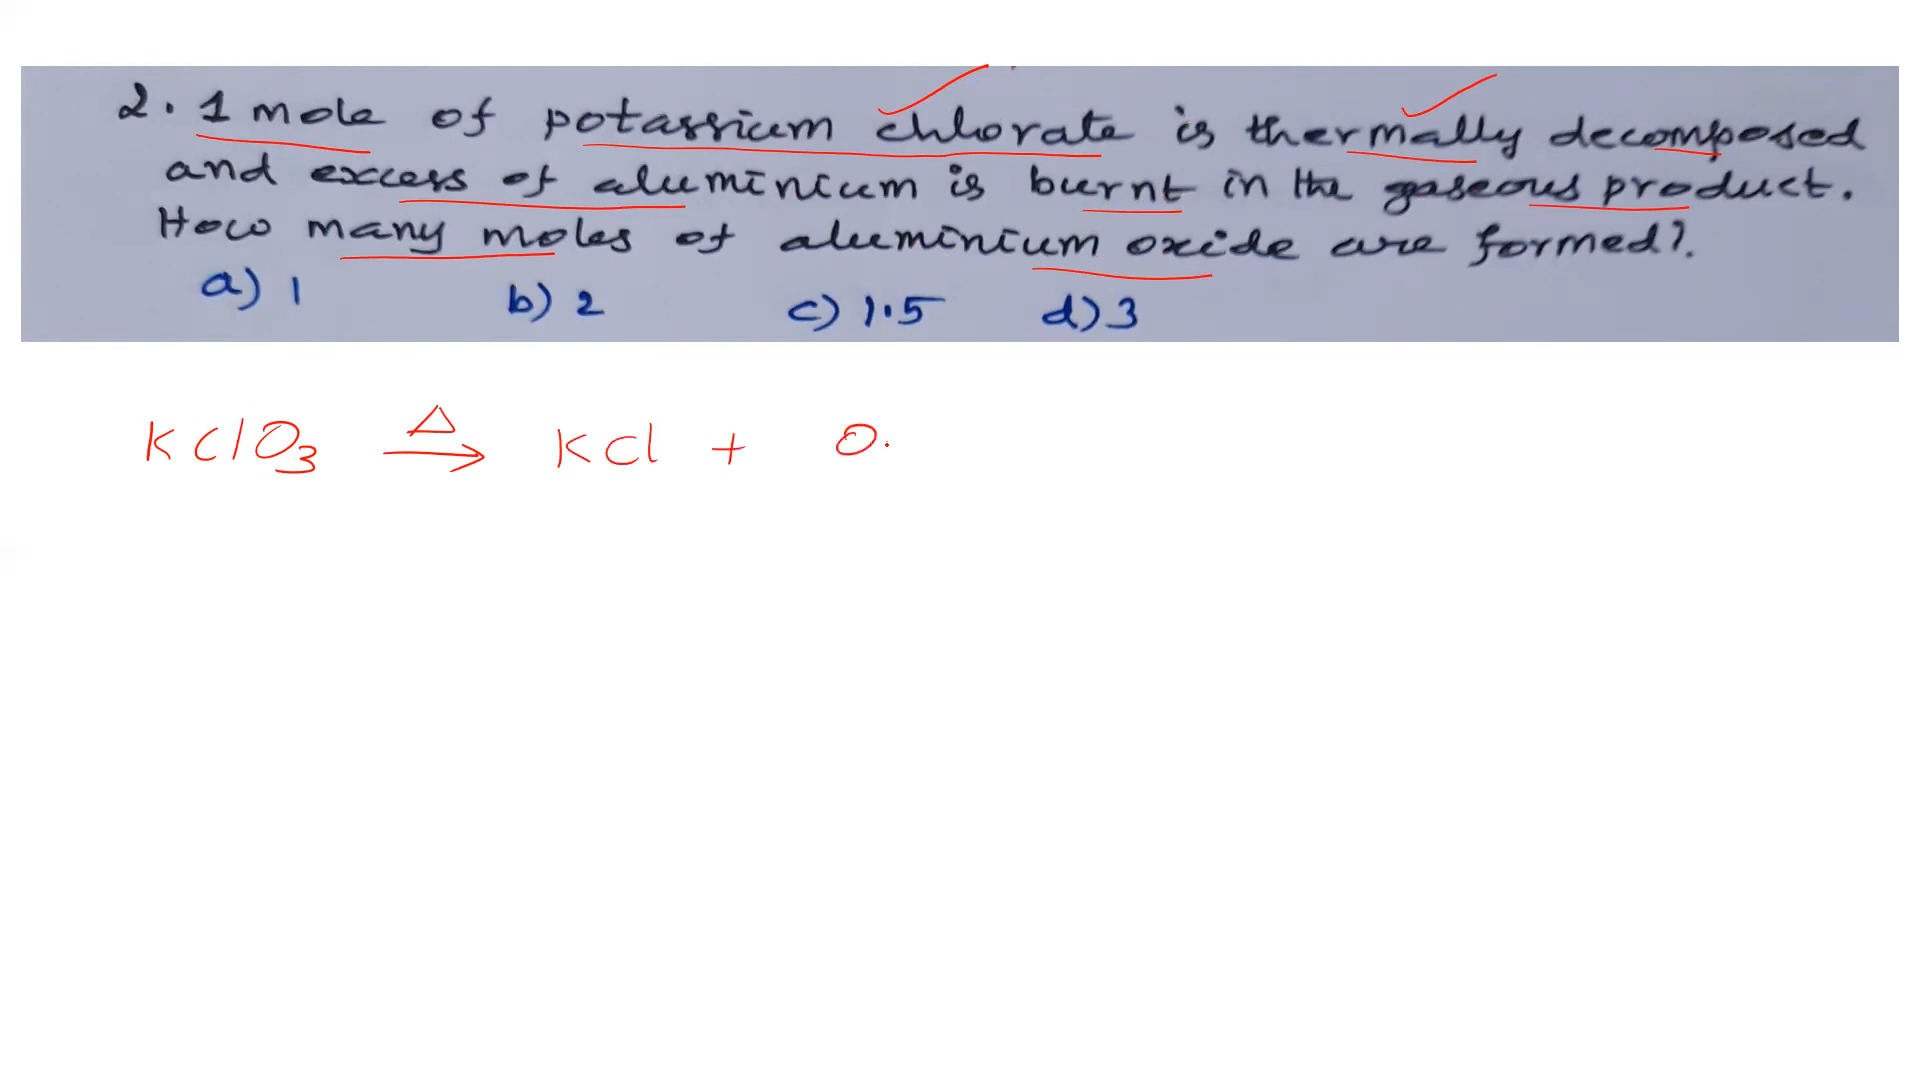 2. 1 mole of potassium chlorate is thermally decomposed
and excess of aluminium is burnt in the gaseous product.
How many moles of aluminium oxide are formed?.
a) 1 b) 2 c) 1.5 d) 3
KClO3 Δ→ KCl + O.